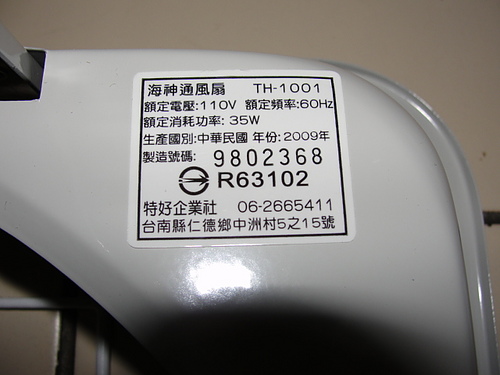 海神通風扇 TH-1001
額定電壓:110V 額定頻率:60Hz
額定消耗功率: 35W
生產國別:中華民國 年份:2009年
製造號碼: 9802368
R63102
特好企業社 06-2665411
台南縣仁德鄉中洲村5之15號